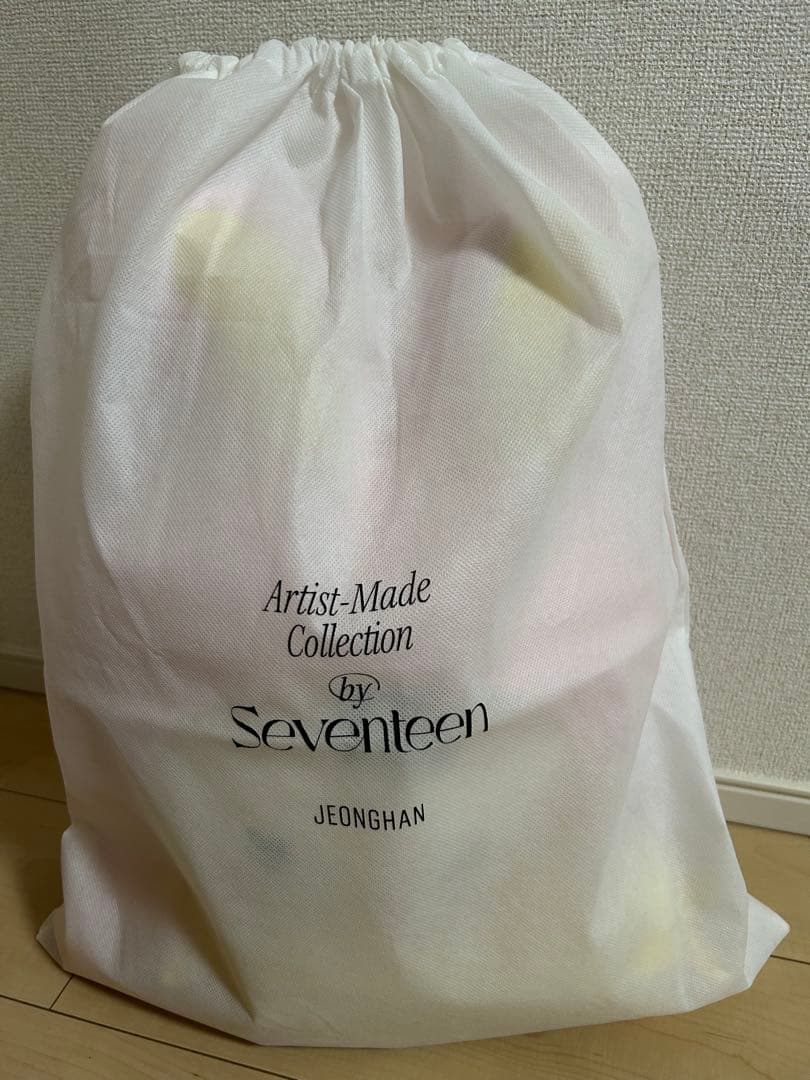 Artist-Made
Collection
by
Seventeen
JEONGHAN